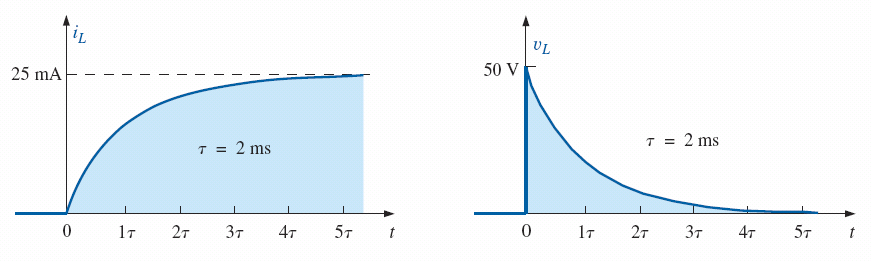 i_L
25 mA
τ = 2 ms
0 1τ 2τ 3τ 4τ 5τ t
v_L
50 V
τ = 2 ms
0 1τ 2τ 3τ 4τ 5τ t